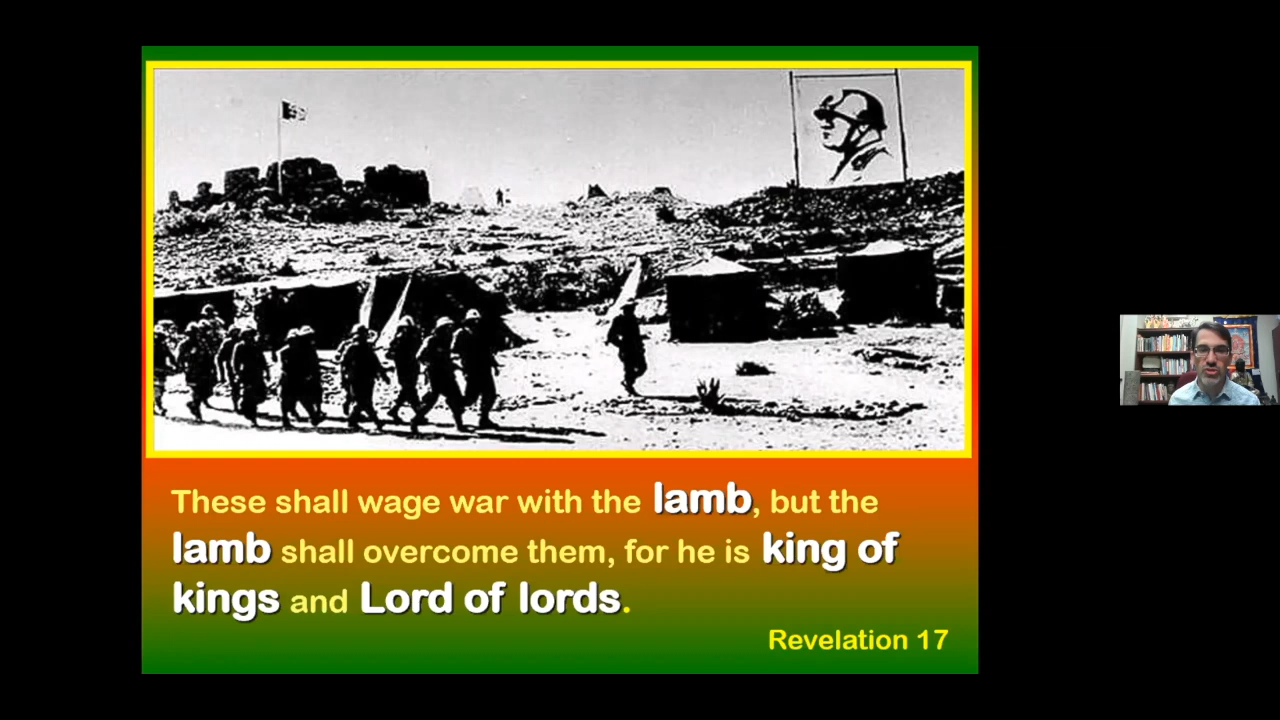 These shall wage war with the lamb, but the
lamb shall overcome them, for he is king of
kings and Lord of lords.
Revelation 17